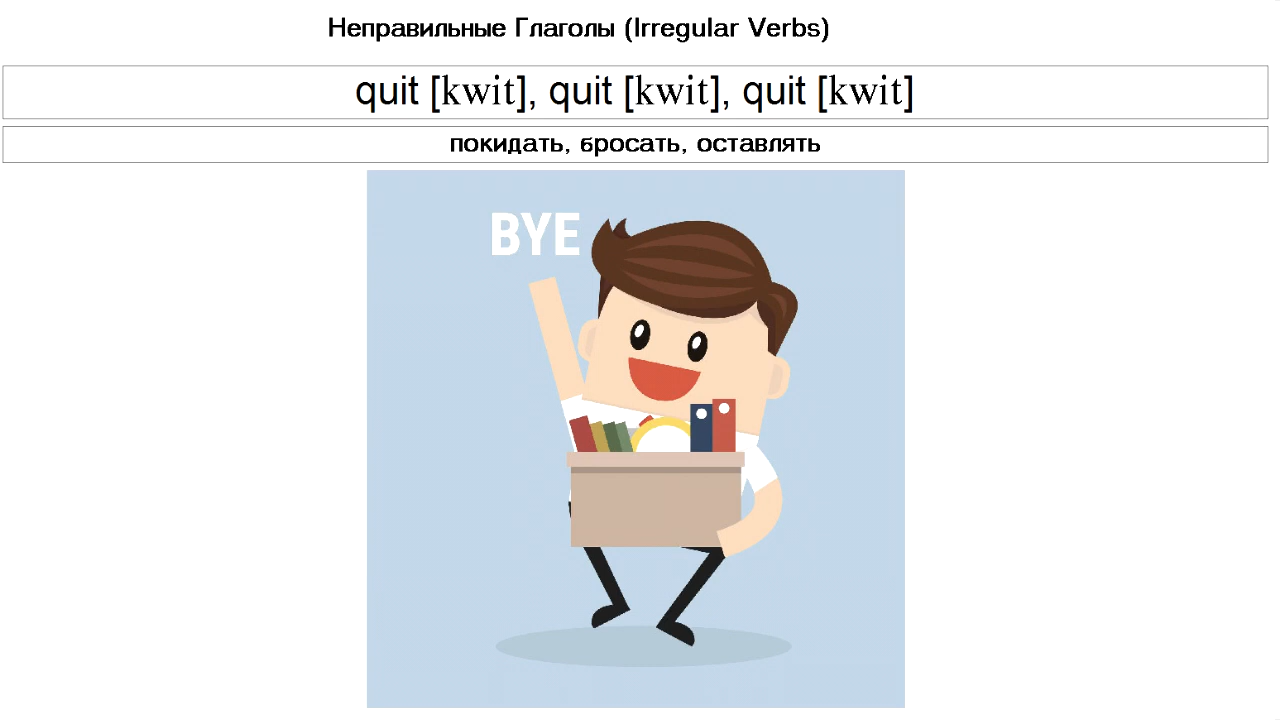 Неправильные Глаголы (Irregular Verbs)
quit [kwit], quit [kwit], quit [kwit]
покидать, бросать, оставлять
BYE